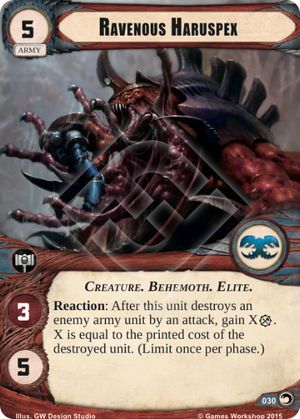 5
ARMY
RAVENOUS HARUSPEX
CREATURE. BEHEMOTH. ELITE.
3
5
Reaction: After this unit destroys an
enemy army unit by an attack, gain X.
X is equal to the printed cost of the
destroyed unit. (Limit once per phase.)
030
Illus. GW Design Studio
© Games Workshop 2015